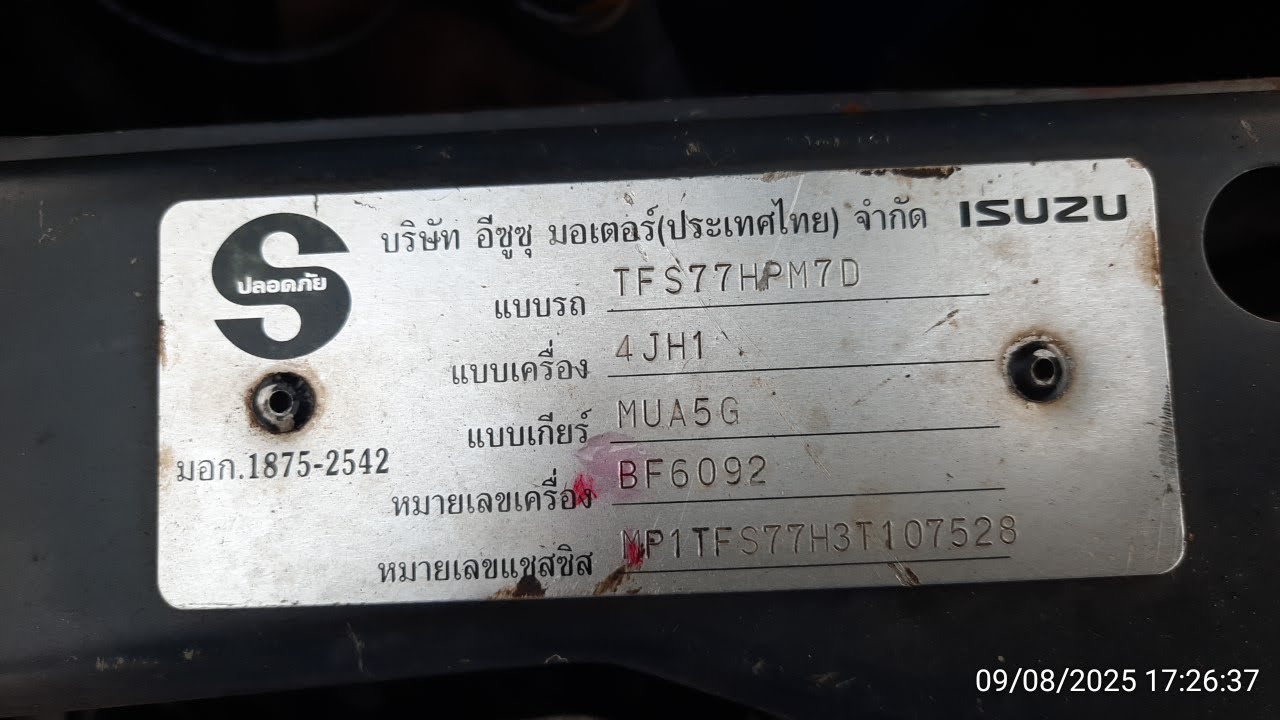 บริษัท อีซูซุ มอเตอร์(ประเทศไทย) จำกัด ISUZU
ปลอดภัย
แบบรถ TFS77HPM7D
แบบเครื่อง 4JH1
แบบเกียร์ MUA5G
มอก.1875-2542
หมายเลขเครื่อง BF6092
หมายเลขแชสซิส MP1TFS77H3T107528
09/08/2025 17:26:37